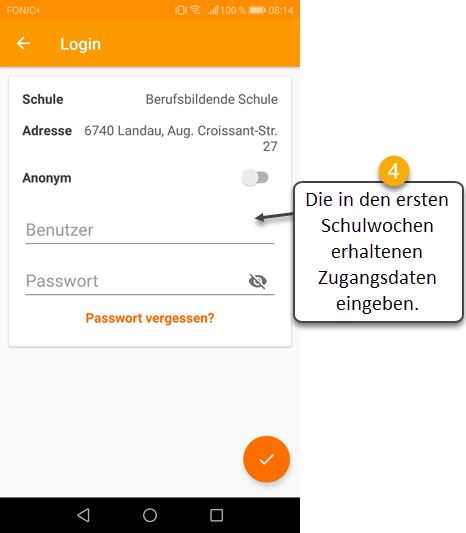 FONIC+ 100 % 08:14
Login
Schule Berufsbildende Schule
Adresse 6740 Landau, Aug. Croissant-Str.
27
Anonym
Benutzer
Passwort
Passwort vergessen?
4
Die in den ersten
Schulwochen
erhaltenen
Zugangsdaten
eingeben.